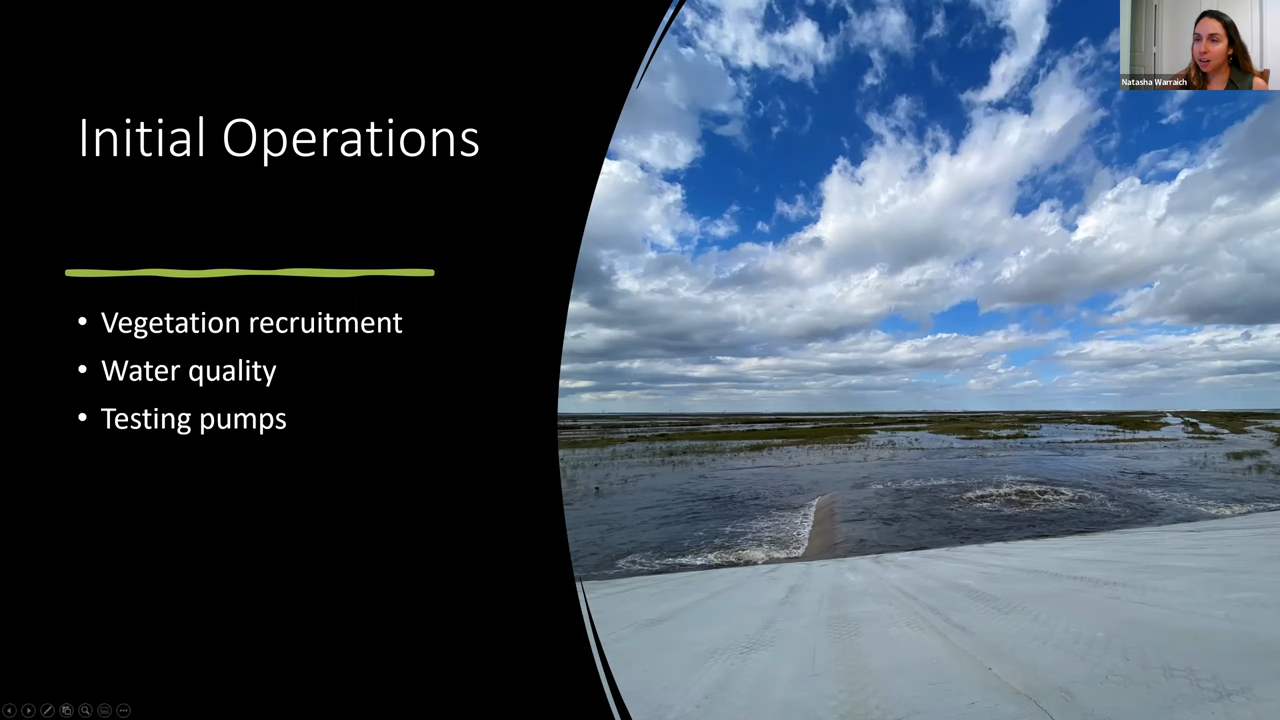 Initial Operations
• Vegetation recruitment
• Water quality
• Testing pumps
Natasha Warraich